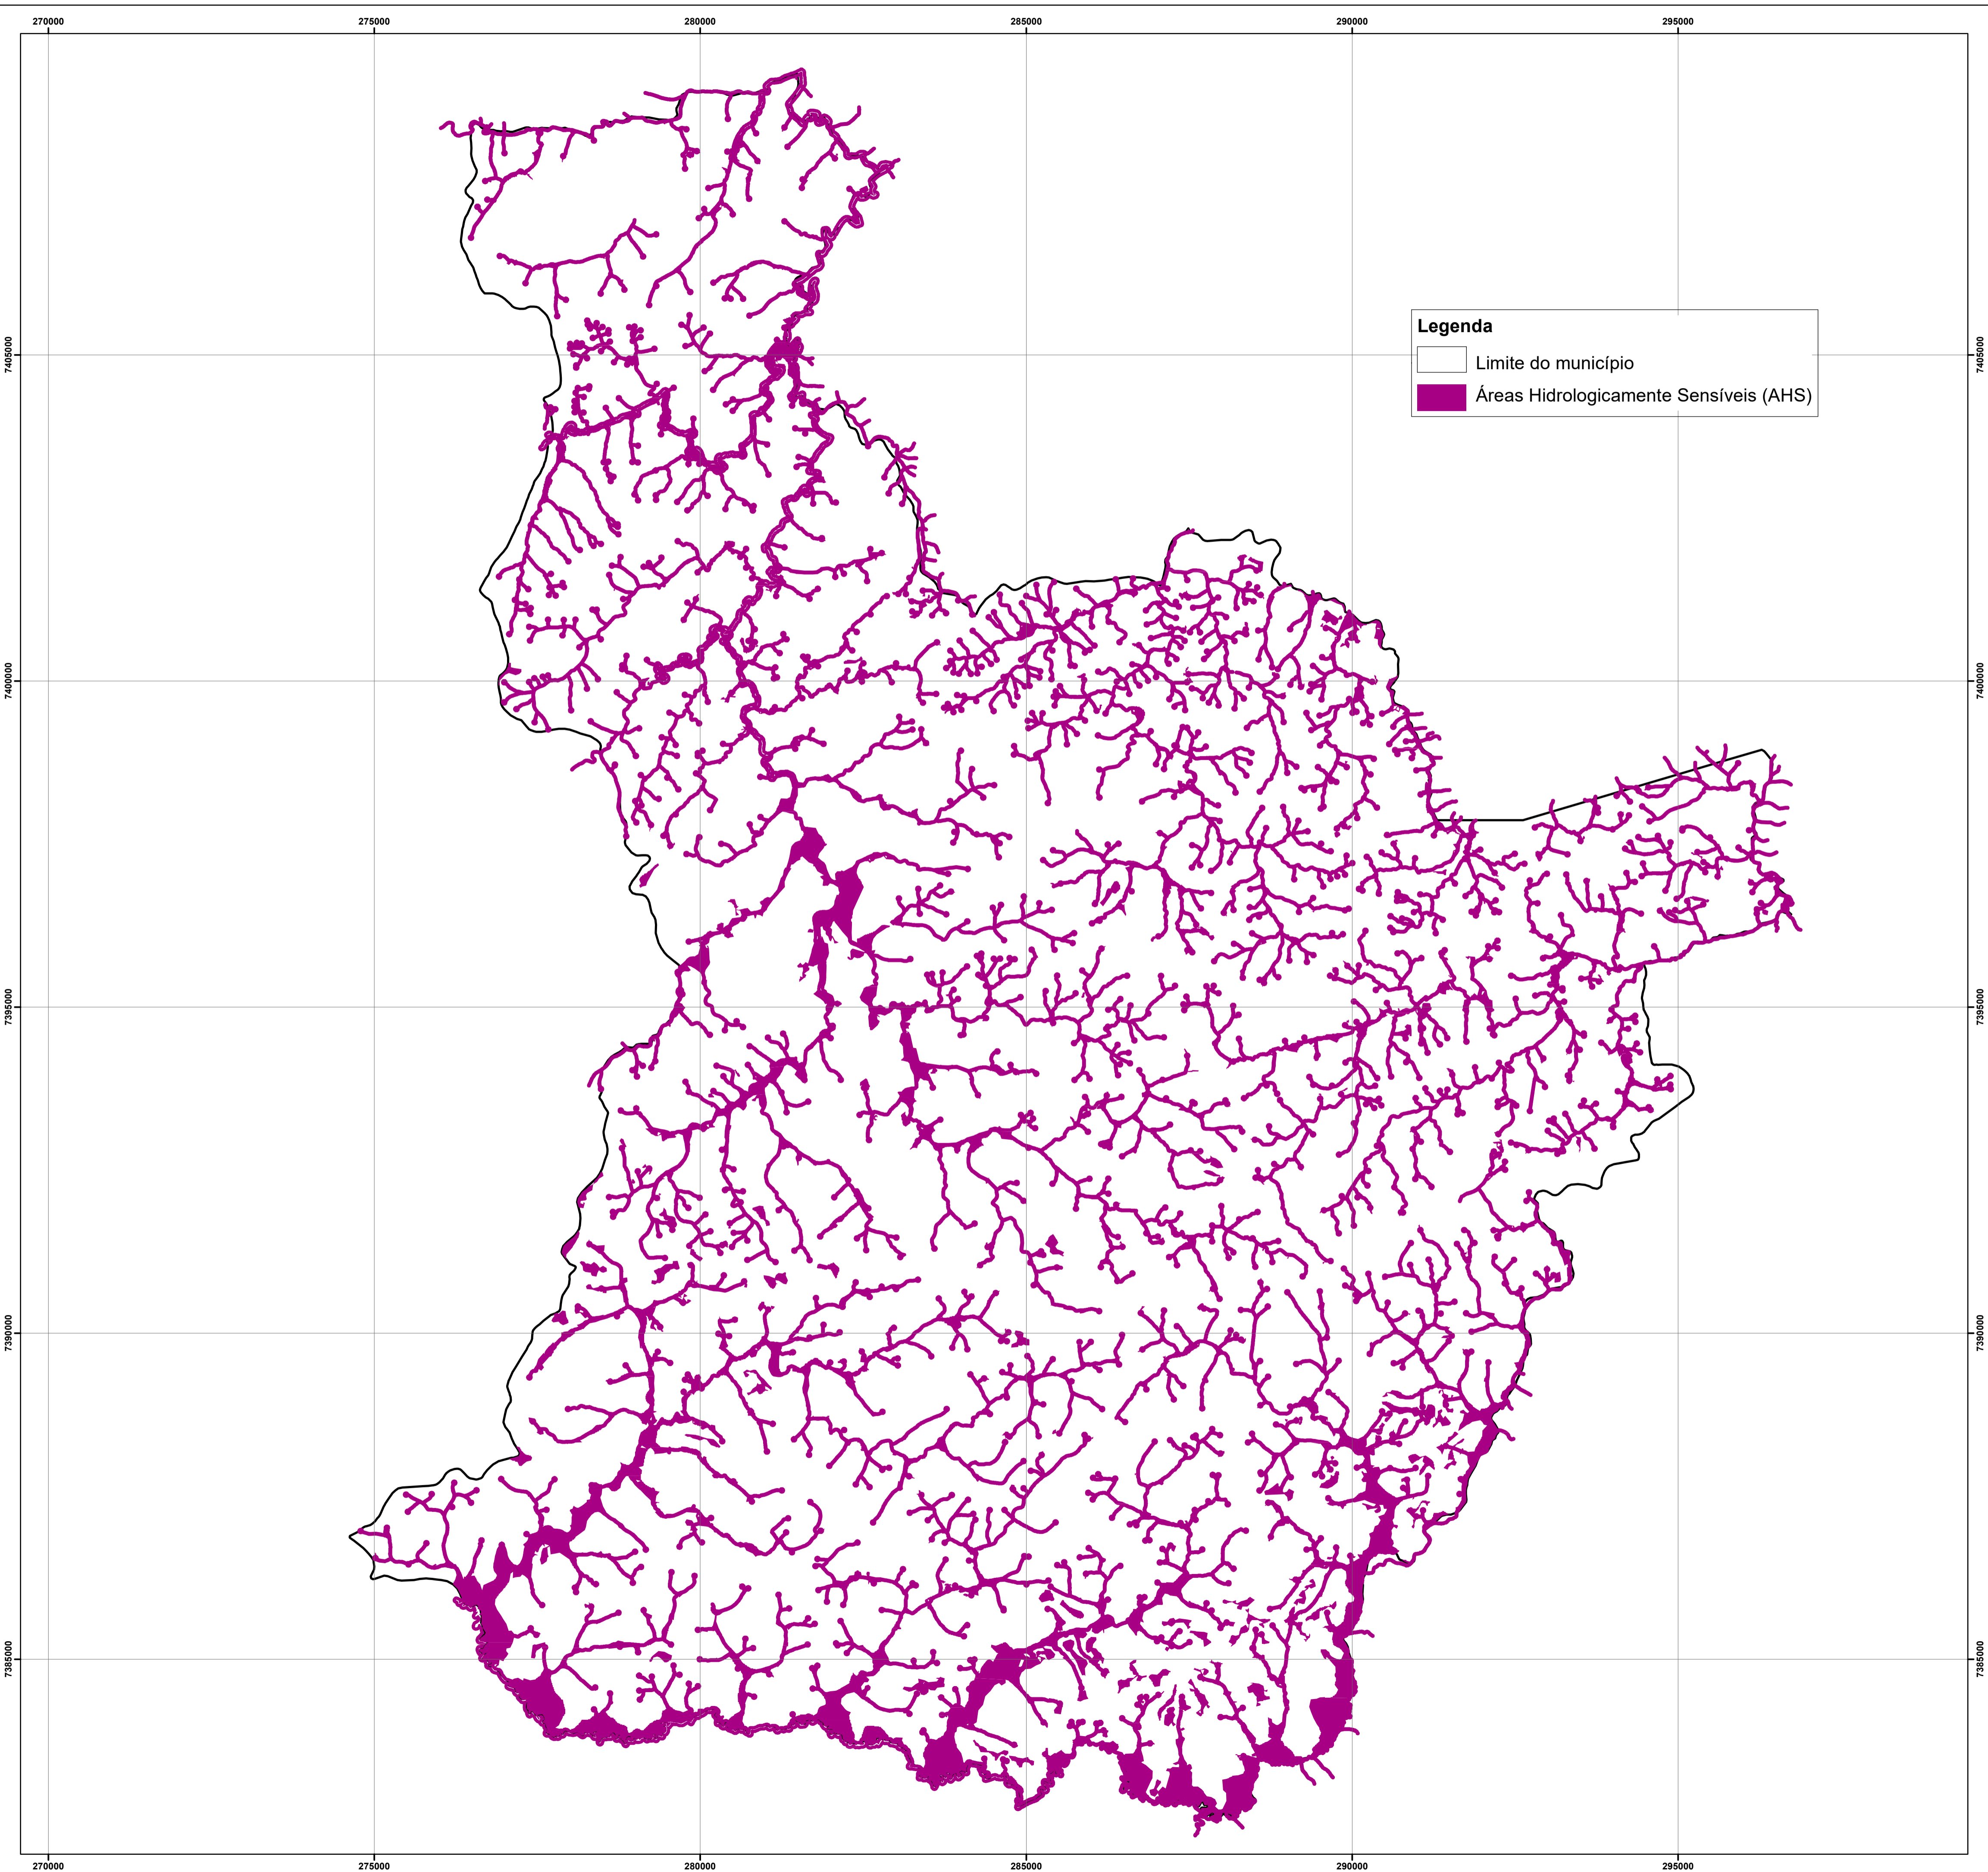 270000 275000 280000 285000 290000 295000
Legenda
Limite do município
Áreas Hidrologicamente Sensíveis (AHS)
7405000 7405000
7400000 7400000
7395000 7395000
7390000 7390000
7385000 7385000
270000 275000 280000 285000 290000 295000